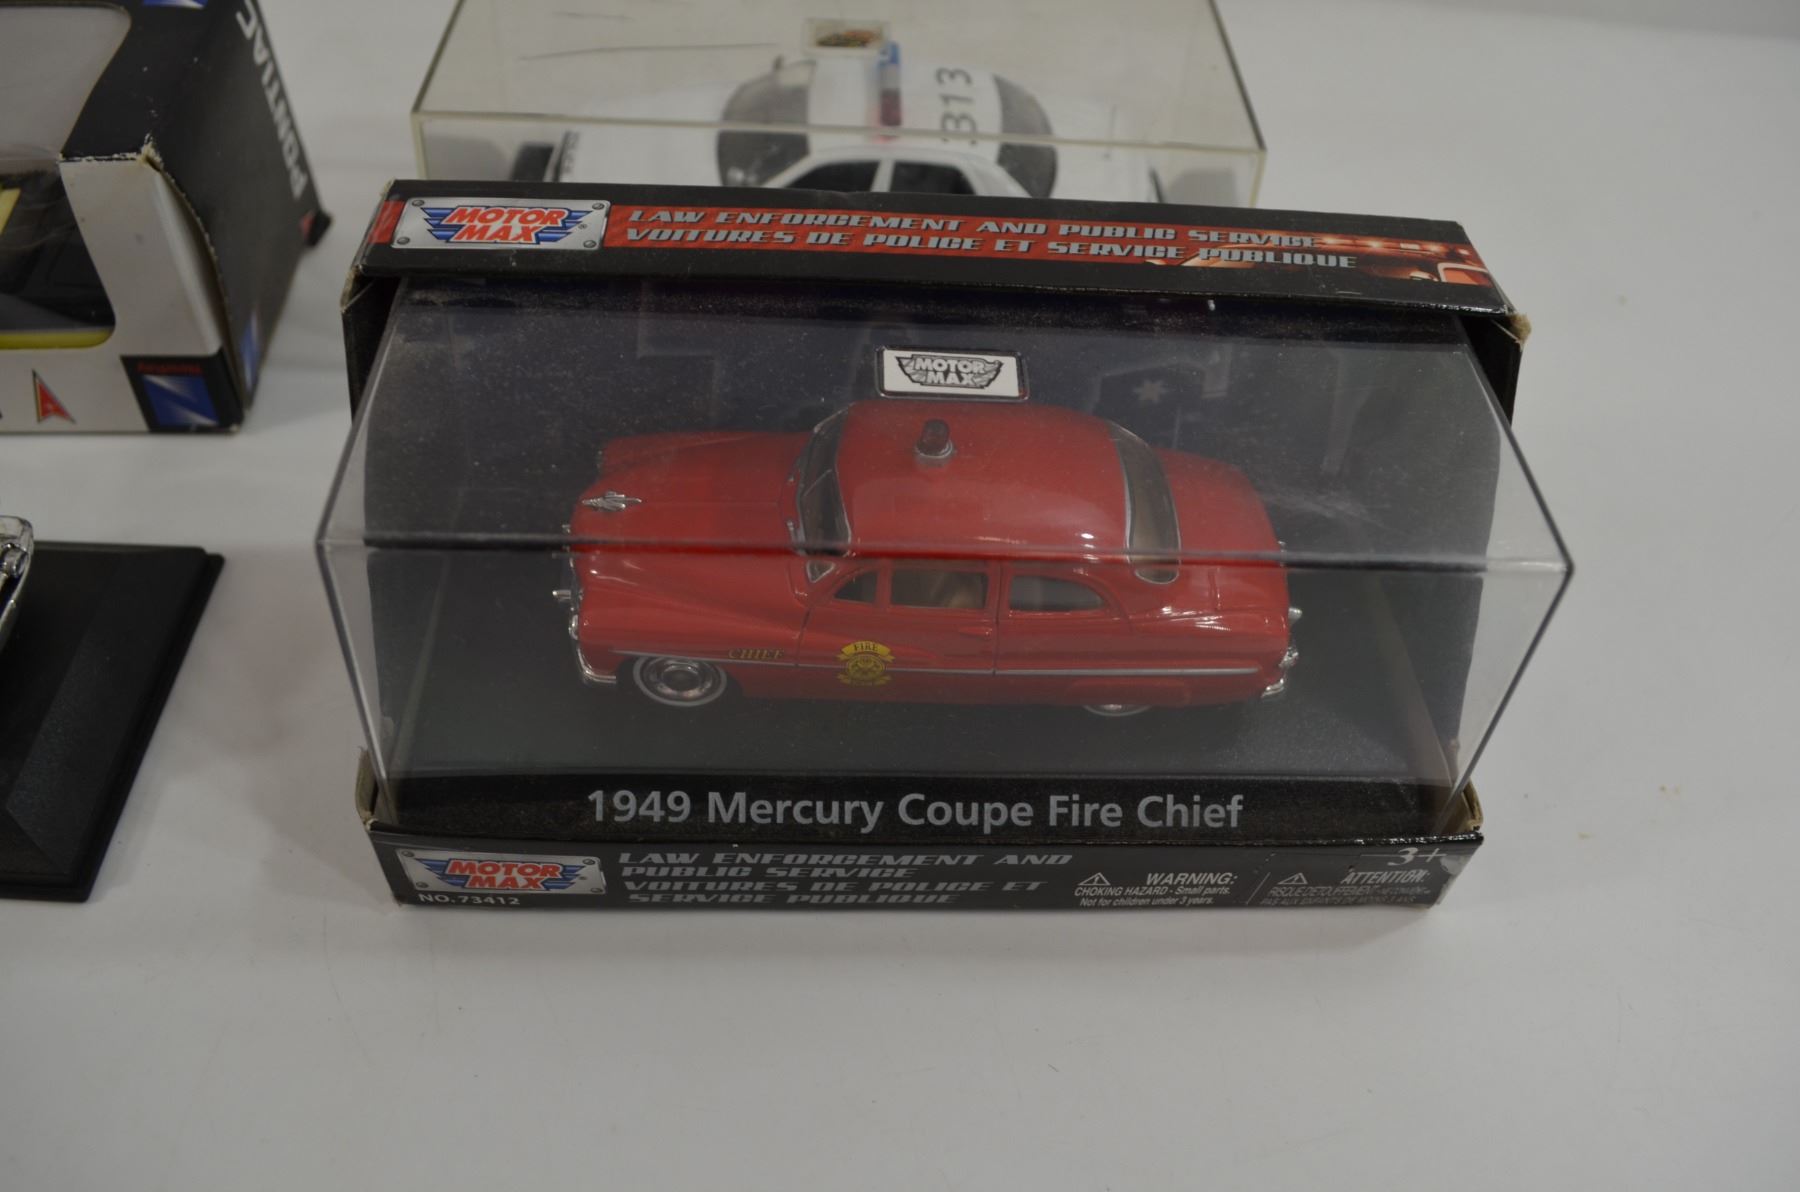 PONTIAC
313
MOTOR
MAX
LAW ENFORCEMENT AND PUBLIC SERVICE
VOITURES DE POLICE ET SERVICE PUBLIQUE
MOTOR
MAX
CHIEF
FIRE
1949 Mercury Coupe Fire Chief
MOTOR
MAX
NO.73412
LAW ENFORCEMENT AND
PUBLIC SERVICE
VOITURES DE POLICE ET
SERVICE PUBLIQUE
WARNING:
CHOKING HAZARD - Small parts.
Not for children under 3 years.
3+
ATTENTION: